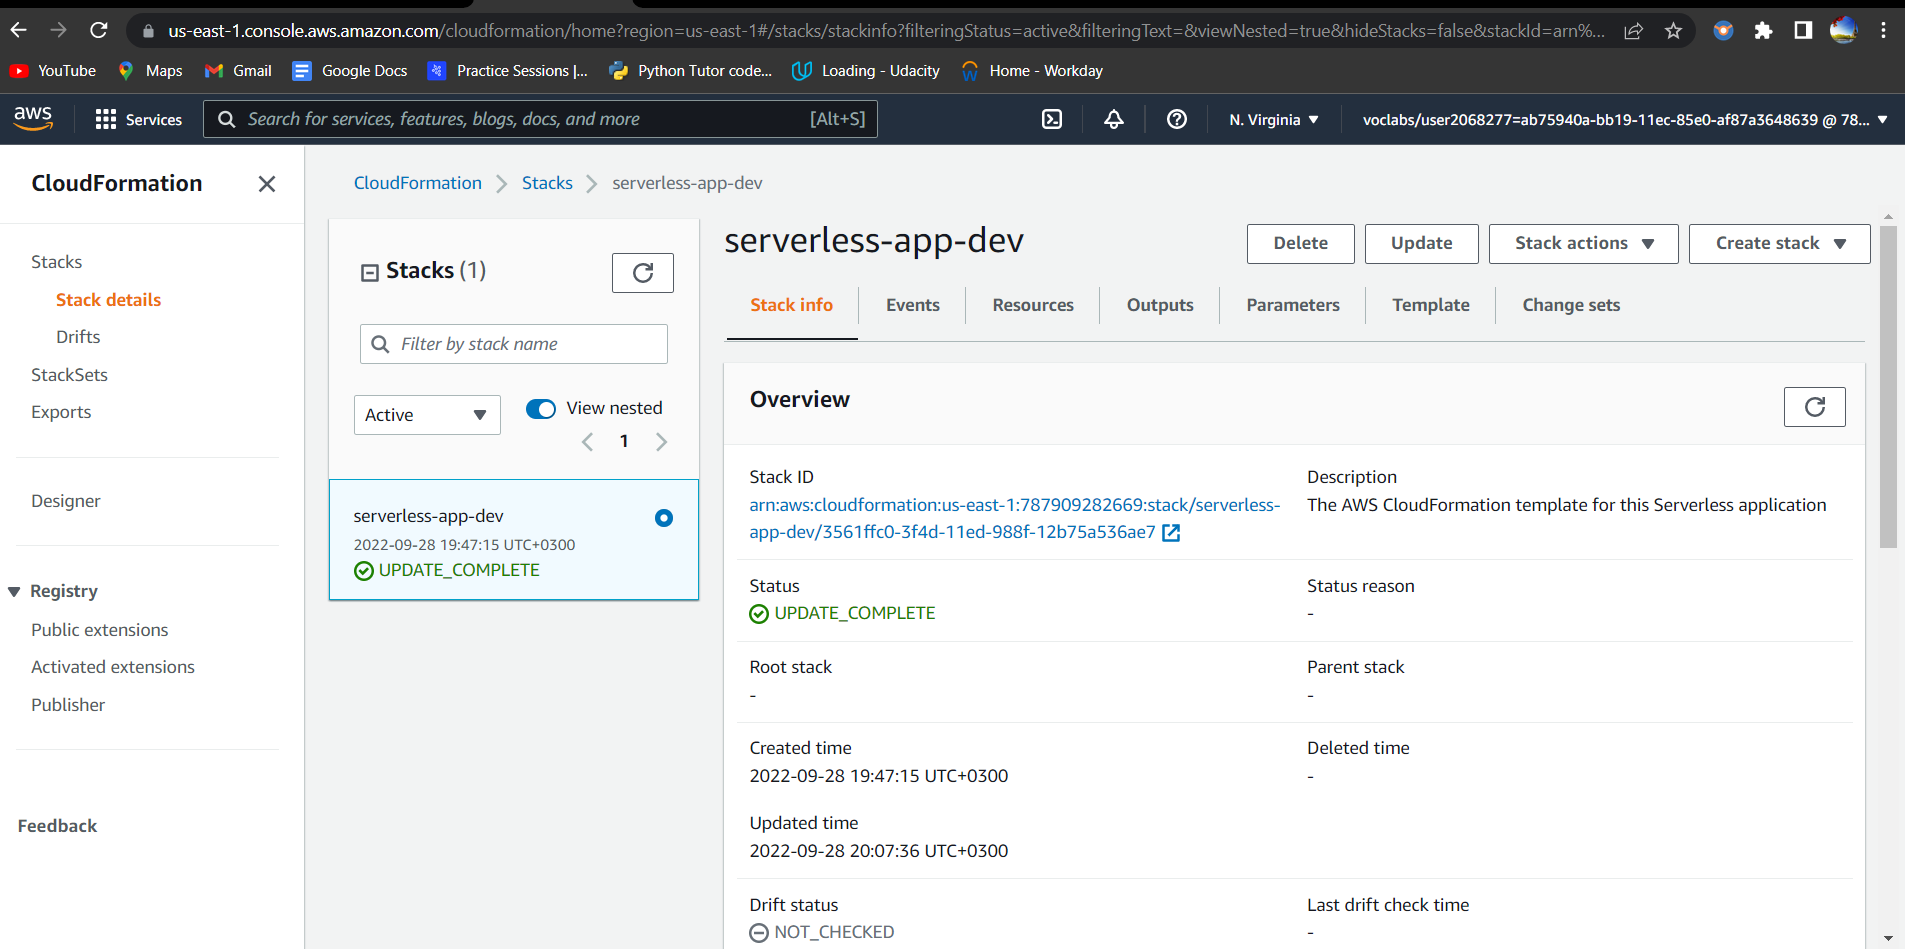 us-east-1.console.aws.amazon.com/cloudformation/home?region=us-east-1#/stacks/stackinfo?filteringStatus=active&filteringText=&viewNested=true&hideStacks=false&stackId=arn%...
YouTube Maps Gmail Google Docs Practice Sessions |... Python Tutor code... Loading - Udacity Home - Workday
aws Services Search for services, features, blogs, docs, and more [Alt+S] N. Virginia voclabs/user2068277=ab75940a-bb19-11ec-85e0-af87a3648639 @ 78...
CloudFormation
Stacks
Stack details
Drifts
StackSets
Exports
Designer
Registry
Public extensions
Activated extensions
Publisher
Feedback
CloudFormation Stacks serverless-app-dev
Stacks (1)
Filter by stack name
Active
View nested
1
serverless-app-dev
2022-09-28 19:47:15 UTC+0300
UPDATE_COMPLETE
serverless-app-dev
Delete Update Stack actions Create stack
Stack info Events Resources Outputs Parameters Template Change sets
Overview
Stack ID
arn:aws:cloudformation:us-east-1:787909282669:stack/serverless-
app-dev/3561ffc0-3f4d-11ed-988f-12b75a536ae7
Description
The AWS CloudFormation template for this Serverless application
Status
UPDATE_COMPLETE
Status reason
-
Root stack
-
Parent stack
-
Created time
2022-09-28 19:47:15 UTC+0300
Deleted time
-
Updated time
2022-09-28 20:07:36 UTC+0300
Drift status
NOT_CHECKED
Last drift check time
-